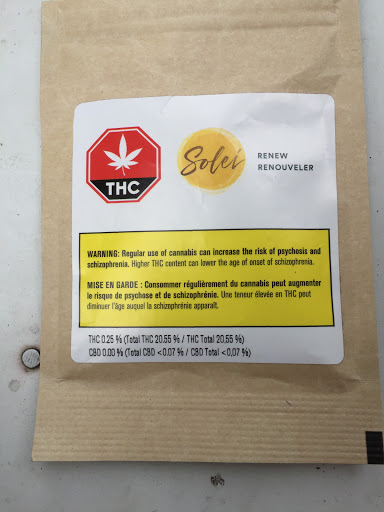 THC
Solei
RENEW
RENOUVELER
WARNING: Regular use of cannabis can increase the risk of psychosis and
schizophrenia. Higher THC content can lower the age of onset of schizophrenia.
MISE EN GARDE : Consommer régulièrement du cannabis peut augmenter
le risque de psychose et de schizophrénie. Une teneur élevée en THC peut
diminuer l'âge auquel la schizophrénie apparaît.
THC 0.25 % (Total THC 20.55 % / THC Total 20,55 %)
CBD 0.00 % (Total CBD <0.07 % / CBD Total <0,07 %)